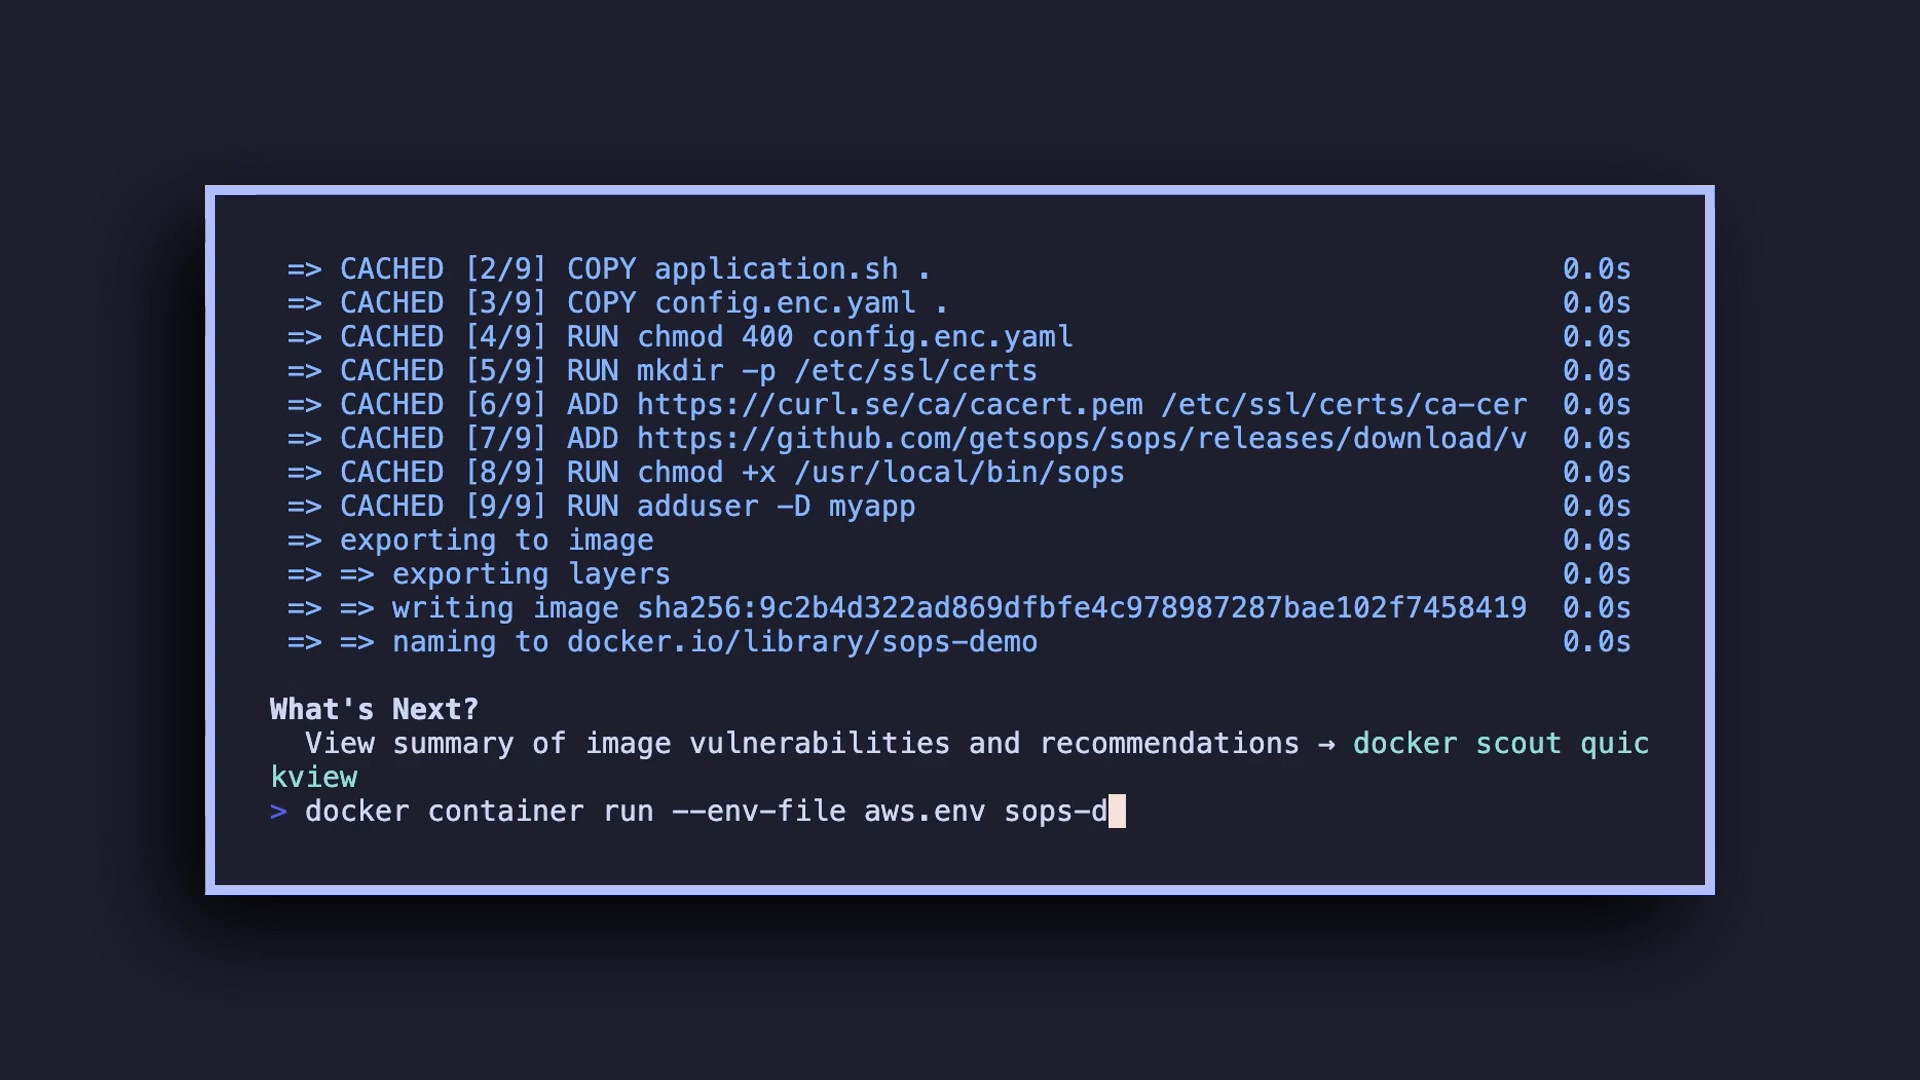 => CACHED [2/9] COPY application.sh . 0.0s
=> CACHED [3/9] COPY config.enc.yaml . 0.0s
=> CACHED [4/9] RUN chmod 400 config.enc.yaml 0.0s
=> CACHED [5/9] RUN mkdir -p /etc/ssl/certs 0.0s
=> CACHED [6/9] ADD https://curl.se/ca/cacert.pem /etc/ssl/certs/ca-cer 0.0s
=> CACHED [7/9] ADD https://github.com/getsops/sops/releases/download/v 0.0s
=> CACHED [8/9] RUN chmod +x /usr/local/bin/sops 0.0s
=> CACHED [9/9] RUN adduser -D myapp 0.0s
=> exporting to image 0.0s
=> => exporting layers 0.0s
=> => writing image sha256:9c2b4d322ad869dfbfe4c978987287bae102f7458419 0.0s
=> => naming to docker.io/library/sops-demo 0.0s
What's Next?
View summary of image vulnerabilities and recommendations → docker scout quic
kview
> docker container run --env-file aws.env sops-d